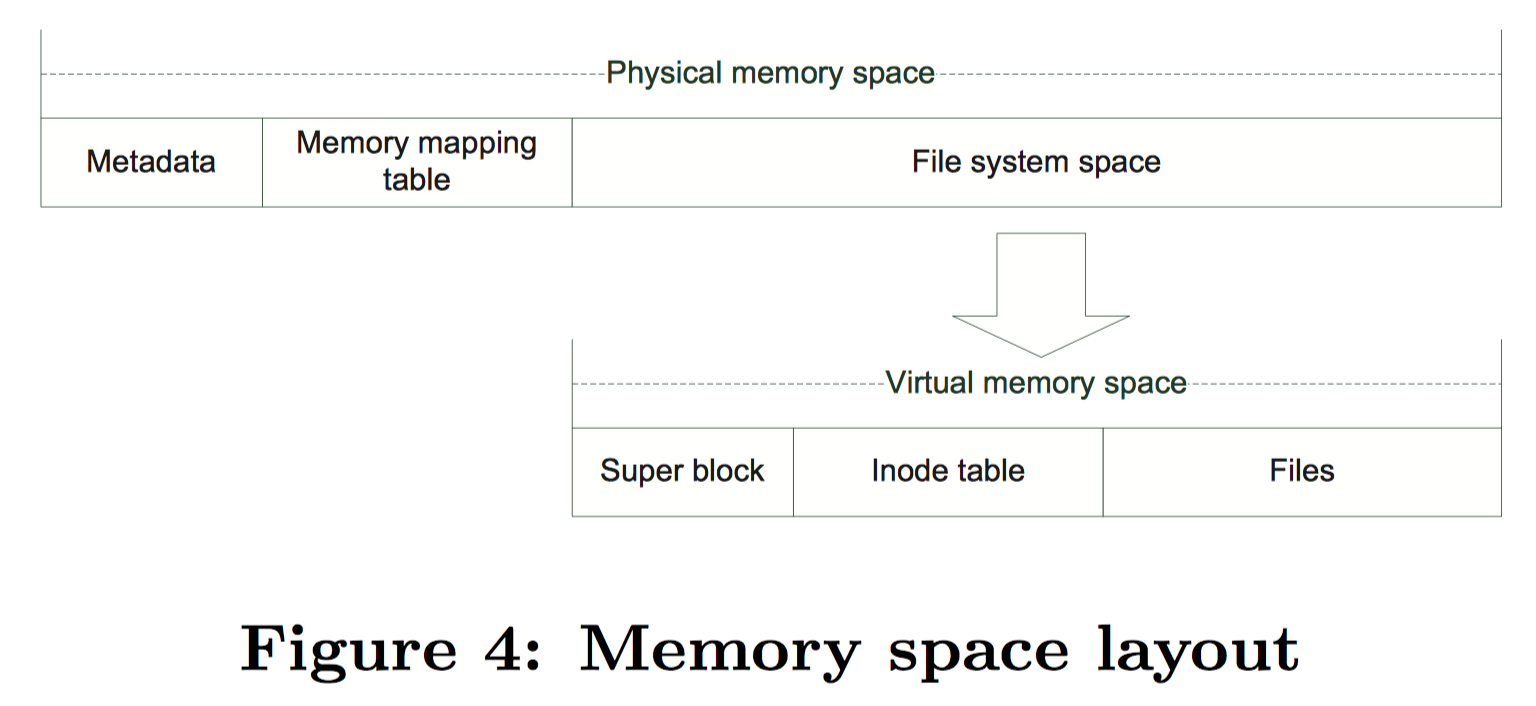 Physical memory space
Metadata
Memory mapping
table
File system space
Virtual memory space
Super block
Inode table
Files
Figure 4: Memory space layout